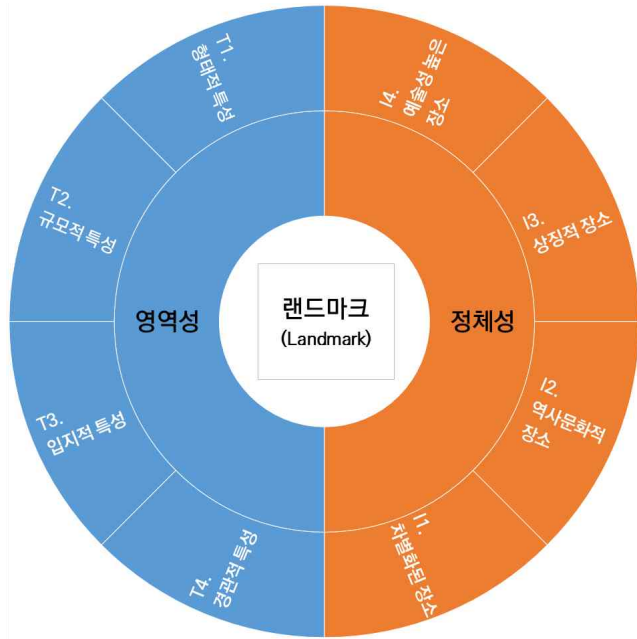 T1.
형태적 특성
I4.
예술성 높은
장소
T2.
규모적 특성
I3.
상징적 장소
영역성
랜드마크
(Landmark)
정체성
T3.
입지적 특성
I2.
역사문화적
장소
T4.
경관적 특성
I1.
차별화된 장소